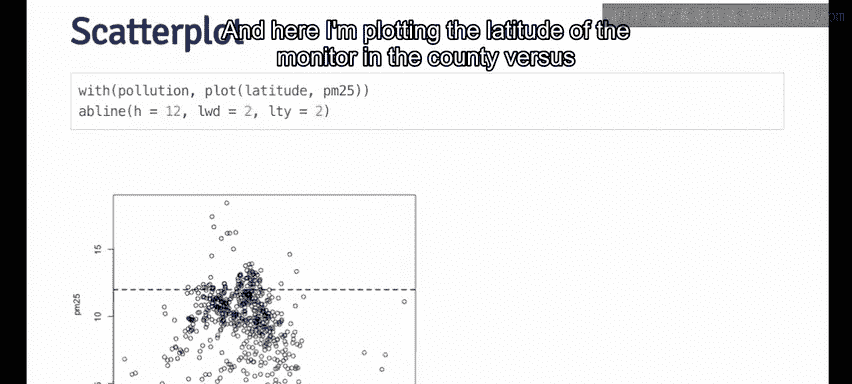 Scatterplot
And here I'm plotting the latitude of the
monitor in the county versus
with(pollution, plot(latitude, pm25))
abline(h = 12, lwd = 2, lty = 2)
15
10
pm25